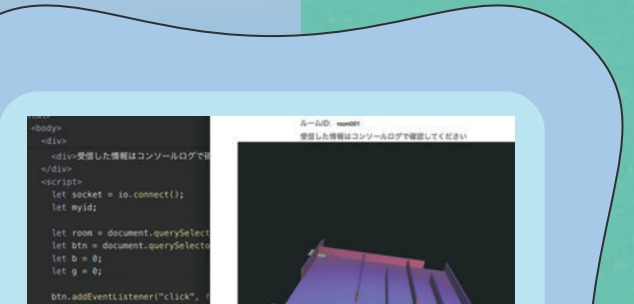 <body>
<div>
<div>受信した情報はコンソールログで確
</div>
<script>
let socket = io.connect();
let myid;
let room = document.querySelect
let btn = document.querySelecto
let b = 0;
let g = 0;
btn.addEventListener("click", f
ルームID: room001
受信した情報はコンソールログで確認してください